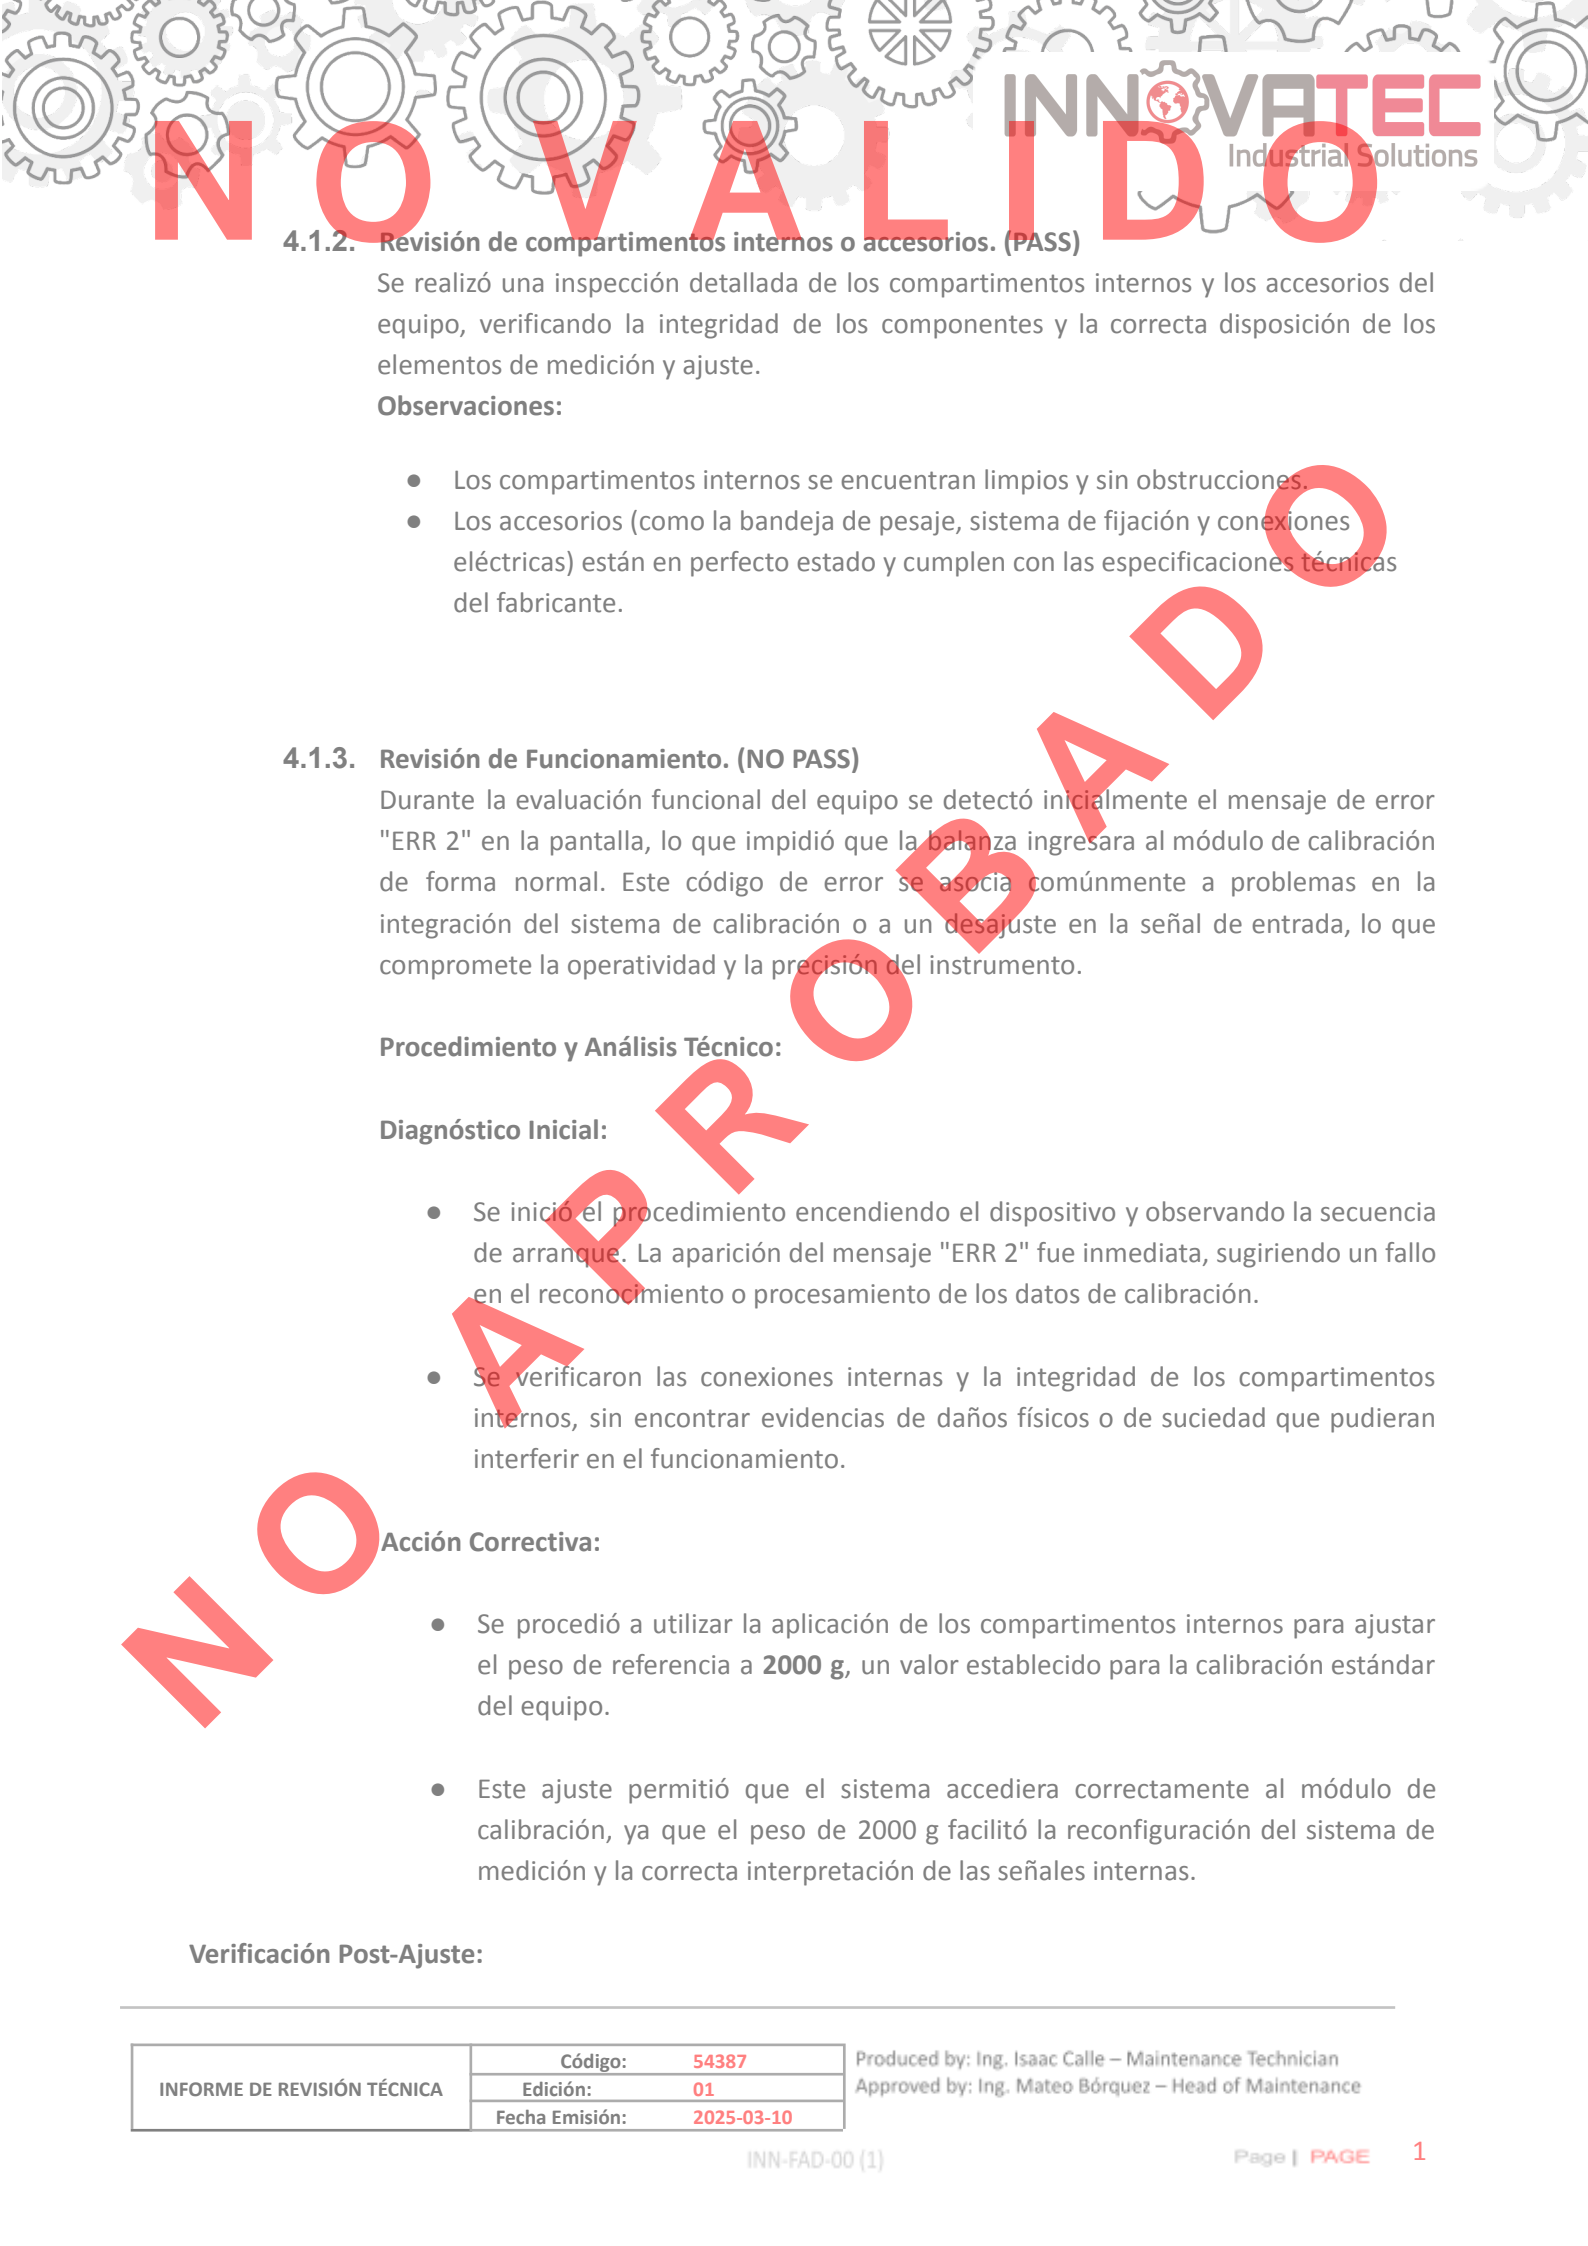 INNOVATEC
Industrial Solutions
NO VALIDO
4.1.2. Revisión de compartimentos internos o accesorios. (PASS)
Se realizó una inspección detallada de los compartimentos internos y los accesorios del
equipo, verificando la integridad de los componentes y la correcta disposición de los
elementos de medición y ajuste.
Observaciones:
● Los compartimentos internos se encuentran limpios y sin obstrucciones.
● Los accesorios (como la bandeja de pesaje, sistema de fijación y conexiones
eléctricas) están en perfecto estado y cumplen con las especificaciones técnicas
del fabricante.
NO APROBADO
4.1.3. Revisión de Funcionamiento. (NO PASS)
Durante la evaluación funcional del equipo se detectó inicialmente el mensaje de error
"ERR 2" en la pantalla, lo que impidió que la balanza ingresara al módulo de calibración
de forma normal. Este código de error se asocia comúnmente a problemas en la
integración del sistema de calibración o a un desajuste en la señal de entrada, lo que
compromete la operatividad y la precisión del instrumento.
Procedimiento y Análisis Técnico:
Diagnóstico Inicial:
● Se inició el procedimiento encendiendo el dispositivo y observando la secuencia
de arranque. La aparición del mensaje "ERR 2" fue inmediata, sugiriendo un fallo
en el reconocimiento o procesamiento de los datos de calibración.
● Se verificaron las conexiones internas y la integridad de los compartimentos
internos, sin encontrar evidencias de daños físicos o de suciedad que pudieran
interferir en el funcionamiento.
Acción Correctiva:
● Se procedió a utilizar la aplicación de los compartimentos internos para ajustar
el peso de referencia a 2000 g, un valor establecido para la calibración estándar
del equipo.
● Este ajuste permitió que el sistema accediera correctamente al módulo de
calibración, ya que el peso de 2000 g facilitó la reconfiguración del sistema de
medición y la correcta interpretación de las señales internas.
Verificación Post-Ajuste:
INFORME DE REVISIÓN TÉCNICA
Código: 54387
Edición: 01
Fecha Emisión: 2025-03-10
Produced by: Ing. Isaac Calle – Maintenance Technician
Approved by: Ing. Mateo Bórquez – Head of Maintenance
INN-FAD-00 (1)
Page | PAGE 1